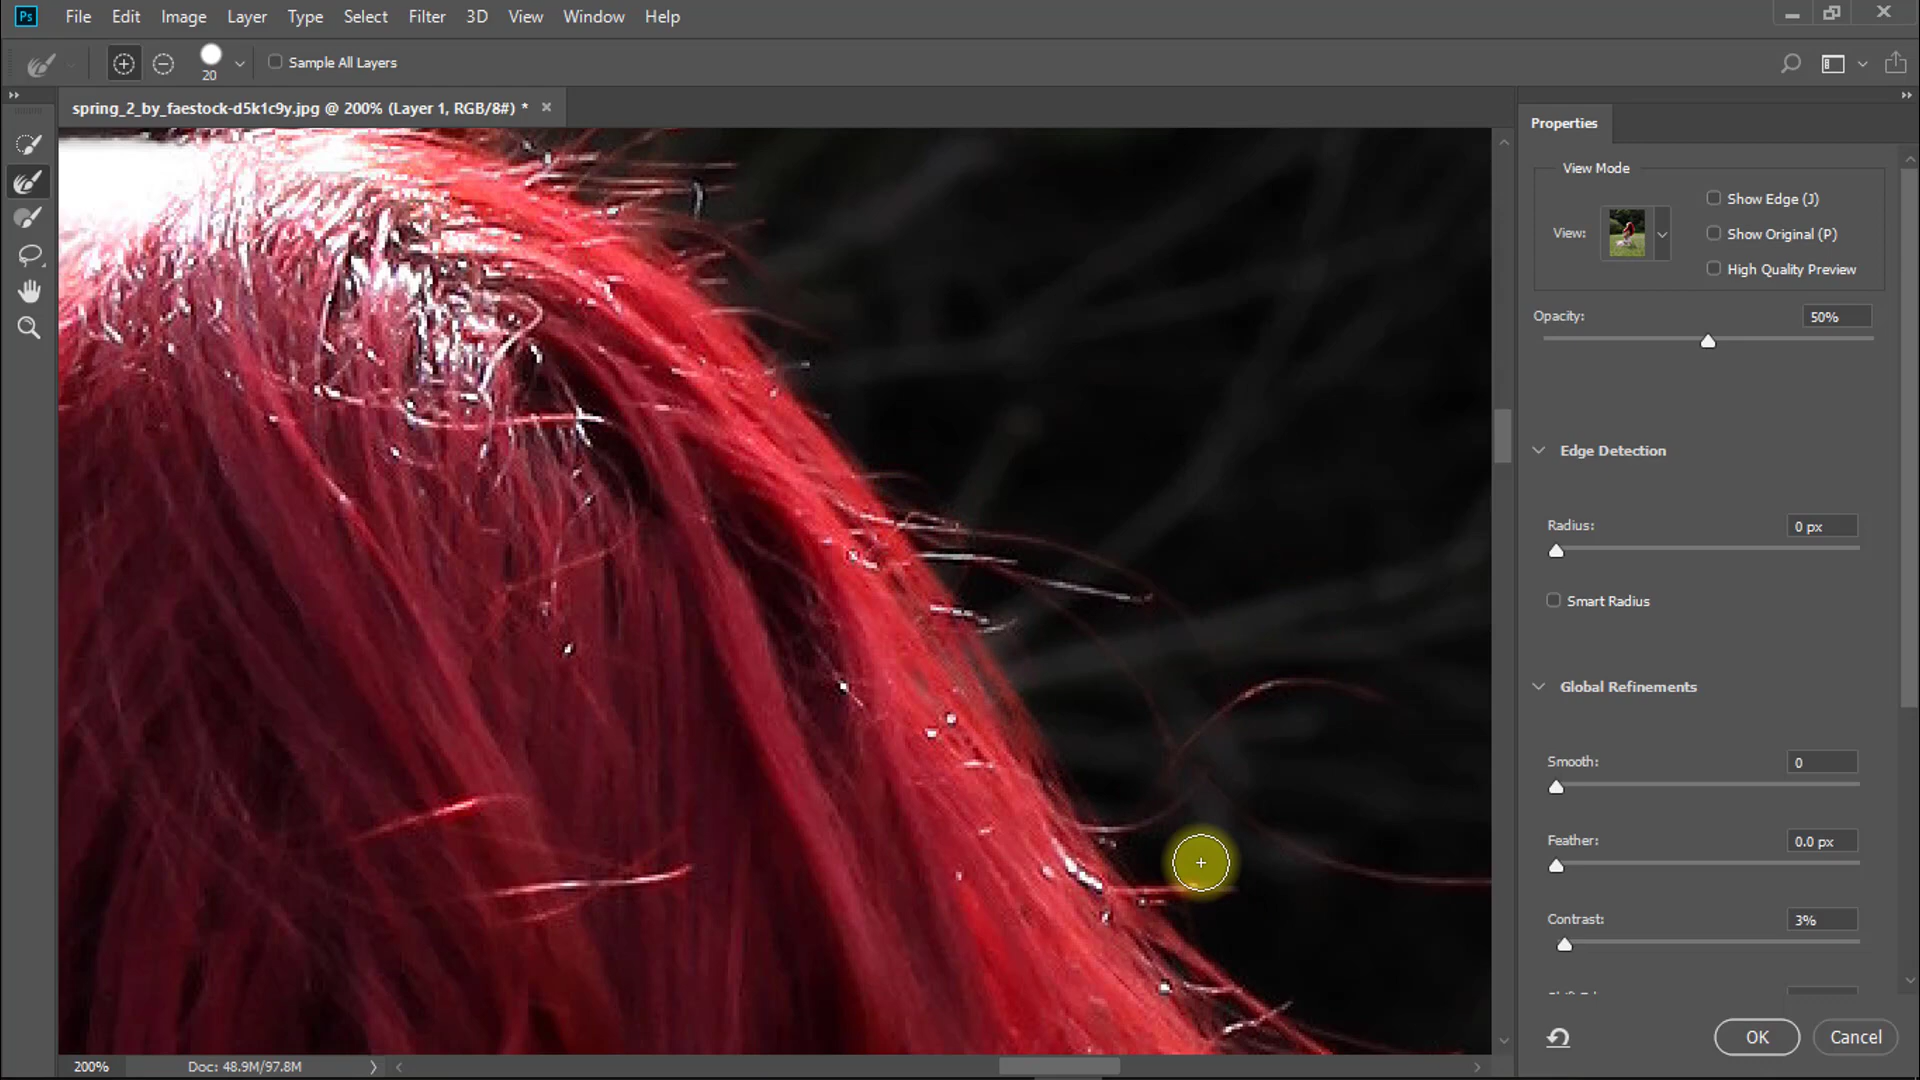 Ps File Edit Image Layer Type Select Filter 3D View Window Help
20 Sample All Layers
spring_2_by_faestock-d5k1c9y.jpg @ 200% (Layer 1, RGB/8#) * ×
Properties
View Mode
View:
Show Edge (J)
Show Original (P)
High Quality Preview
Opacity: 50%
Edge Detection
Radius: 0 px
Smart Radius
Global Refinements
Smooth: 0
Feather: 0.0 px
Contrast: 3%
OK Cancel
200% Doc: 48.9M/97.8M